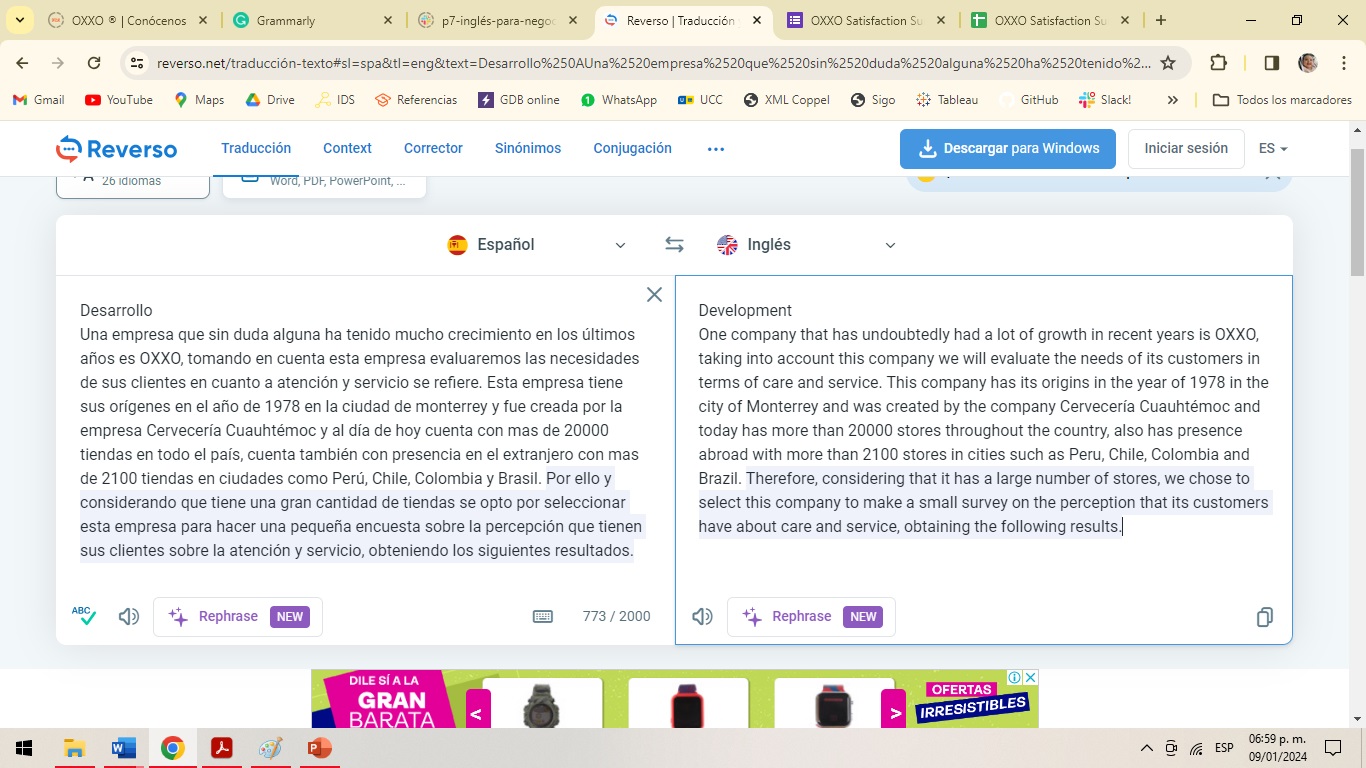 OXXO ® | Conócenos
Grammarly
p7-inglés-para-negoc
Reverso | Traducción
OXXO Satisfaction Su
OXXO Satisfaction Su
reverso.net/traducción-texto#sl=spa&tl=eng&text=Desarrollo%250AUna%2520empresa%2520que%2520sin%2520duda%2520alguna%2520ha%2520tenido%2...
Gmail
YouTube
Maps
Drive
IDS
Referencias
GDB online
WhatsApp
UCC
XML Coppel
Sigo
Tableau
GitHub
Slack!
»
Todos los marcadores
Reverso
Traducción
Context
Corrector
Sinónimos
Conjugación
Descargar para Windows
Iniciar sesión
ES
26 idiomas
Word, PDF, PowerPoint, ...
Español
Inglés
Desarrollo
Una empresa que sin duda alguna ha tenido mucho crecimiento en los últimos
años es OXXO, tomando en cuenta esta empresa evaluaremos las necesidades
de sus clientes en cuanto a atención y servicio se refiere. Esta empresa tiene
sus orígenes en el año de 1978 en la ciudad de monterrey y fue creada por la
empresa Cervecería Cuauhtémoc y al día de hoy cuenta con mas de 20000
tiendas en todo el país, cuenta también con presencia en el extranjero con mas
de 2100 tiendas en ciudades como Perú, Chile, Colombia y Brasil. Por ello y
considerando que tiene una gran cantidad de tiendas se opto por seleccionar
esta empresa para hacer una pequeña encuesta sobre la percepción que tienen
sus clientes sobre la atención y servicio, obteniendo los siguientes resultados.
Development
One company that has undoubtedly had a lot of growth in recent years is OXXO,
taking into account this company we will evaluate the needs of its customers in
terms of care and service. This company has its origins in the year of 1978 in the
city of Monterrey and was created by the company Cervecería Cuauhtémoc and
today has more than 20000 stores throughout the country, also has presence
abroad with more than 2100 stores in cities such as Peru, Chile, Colombia and
Brazil. Therefore, considering that it has a large number of stores, we chose to
select this company to make a small survey on the perception that its customers
have about care and service, obtaining the following results.
ABC
Rephrase NEW
773 / 2000
Rephrase NEW
DILE SÍ A LA
GRAN
BARATA
OFERTAS
IRRESISTIBLES
ESP
06:59 p. m.
09/01/2024